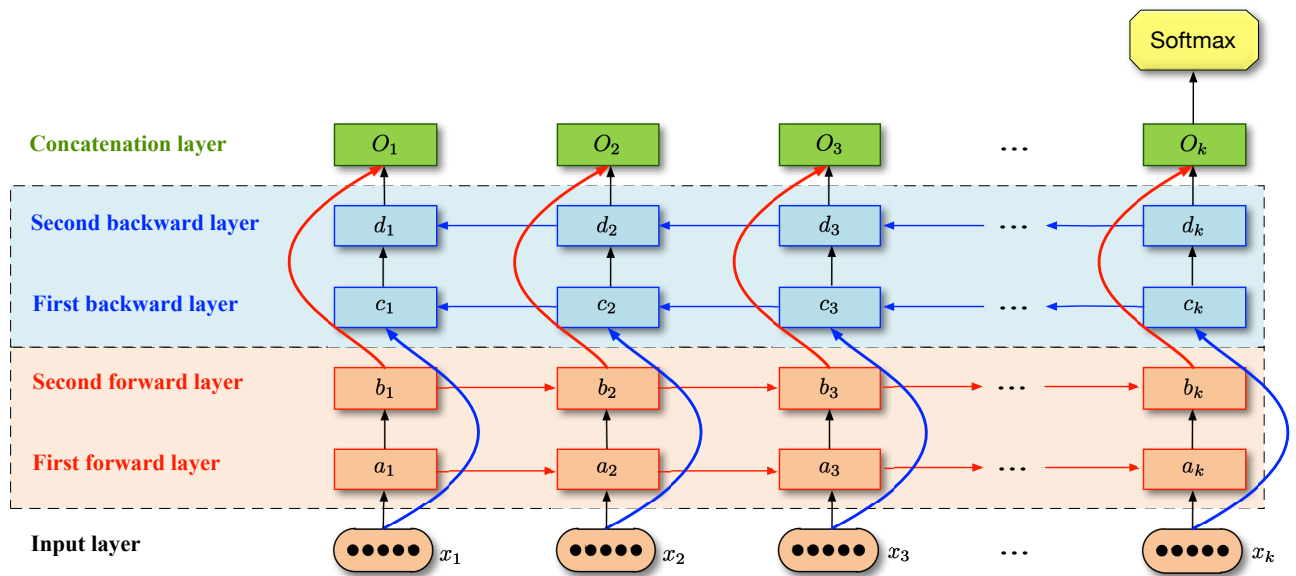 Softmax
Concatenation layer O₁ O₂ O₃ ... Oₖ
Second backward layer d₁ d₂ d₃ ... dₖ
First backward layer c₁ c₂ c₃ ... cₖ
Second forward layer b₁ b₂ b₃ ... bₖ
First forward layer a₁ a₂ a₃ ... aₖ
Input layer x₁ x₂ x₃ ... xₖ